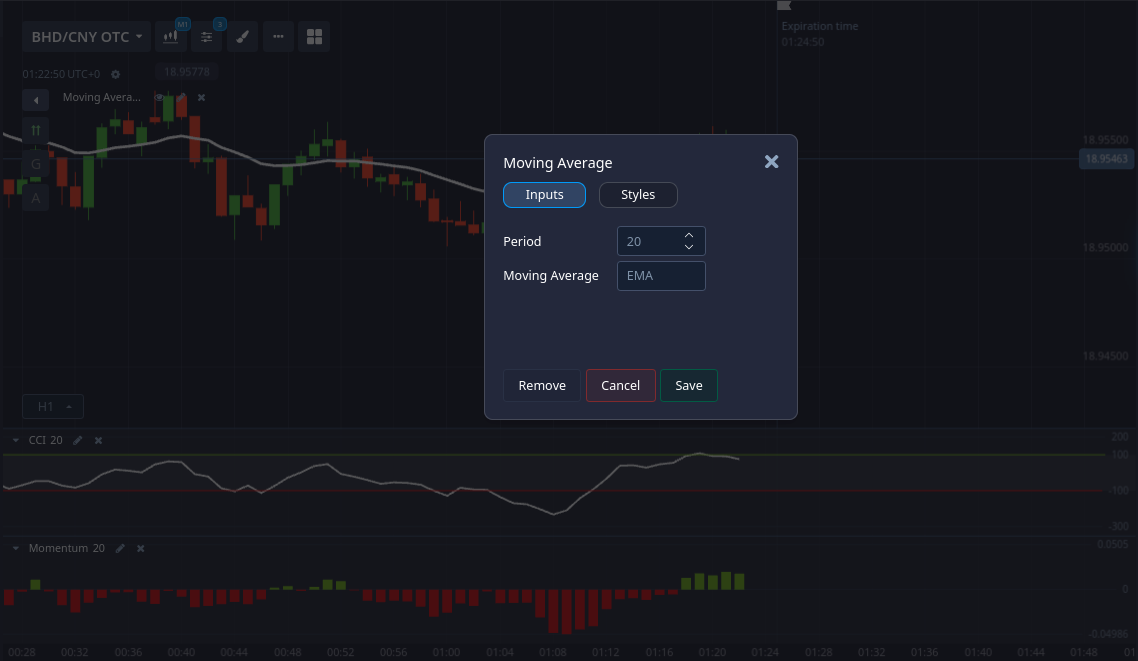 BHD/CNY OTC
M1
3
Expiration time
01:24:50
01:22:50 UTC+0
18.95778
Moving Avera...
G
A
18.95500
18.95463
18.95000
18.94500
Moving Average
Inputs
Styles
Period
20
Moving Average
EMA
Remove
Cancel
Save
H1
CCI 20
200
100
-100
-300
Momentum 20
0.0505
0
-0.04986
00:28 00:32 00:36 00:40 00:44 00:48 00:52 00:56 01:00 01:04 01:08 01:12 01:16 01:20 01:24 01:28 01:32 01:36 01:40 01:44 01:48 01